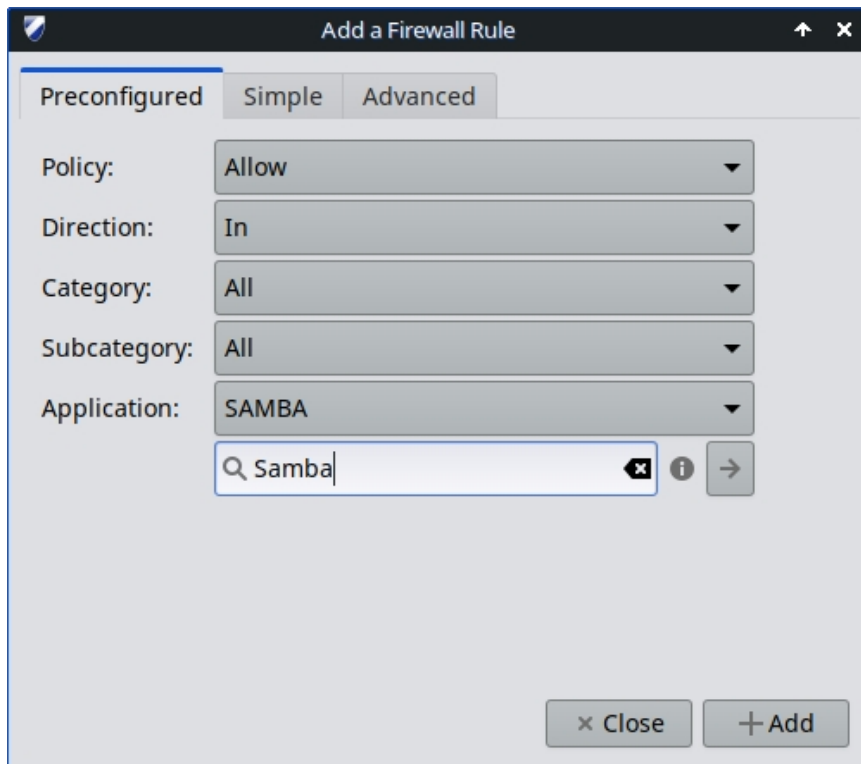 Add a Firewall Rule
Preconfigured Simple Advanced
Policy: Allow
Direction: In
Category: All
Subcategory: All
Application: SAMBA
Samba
Close Add